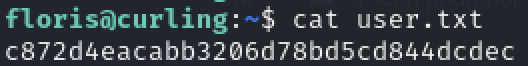 floris@curling:~$ cat user.txt
c872d4eacabb3206d78bd5cd844dcdec